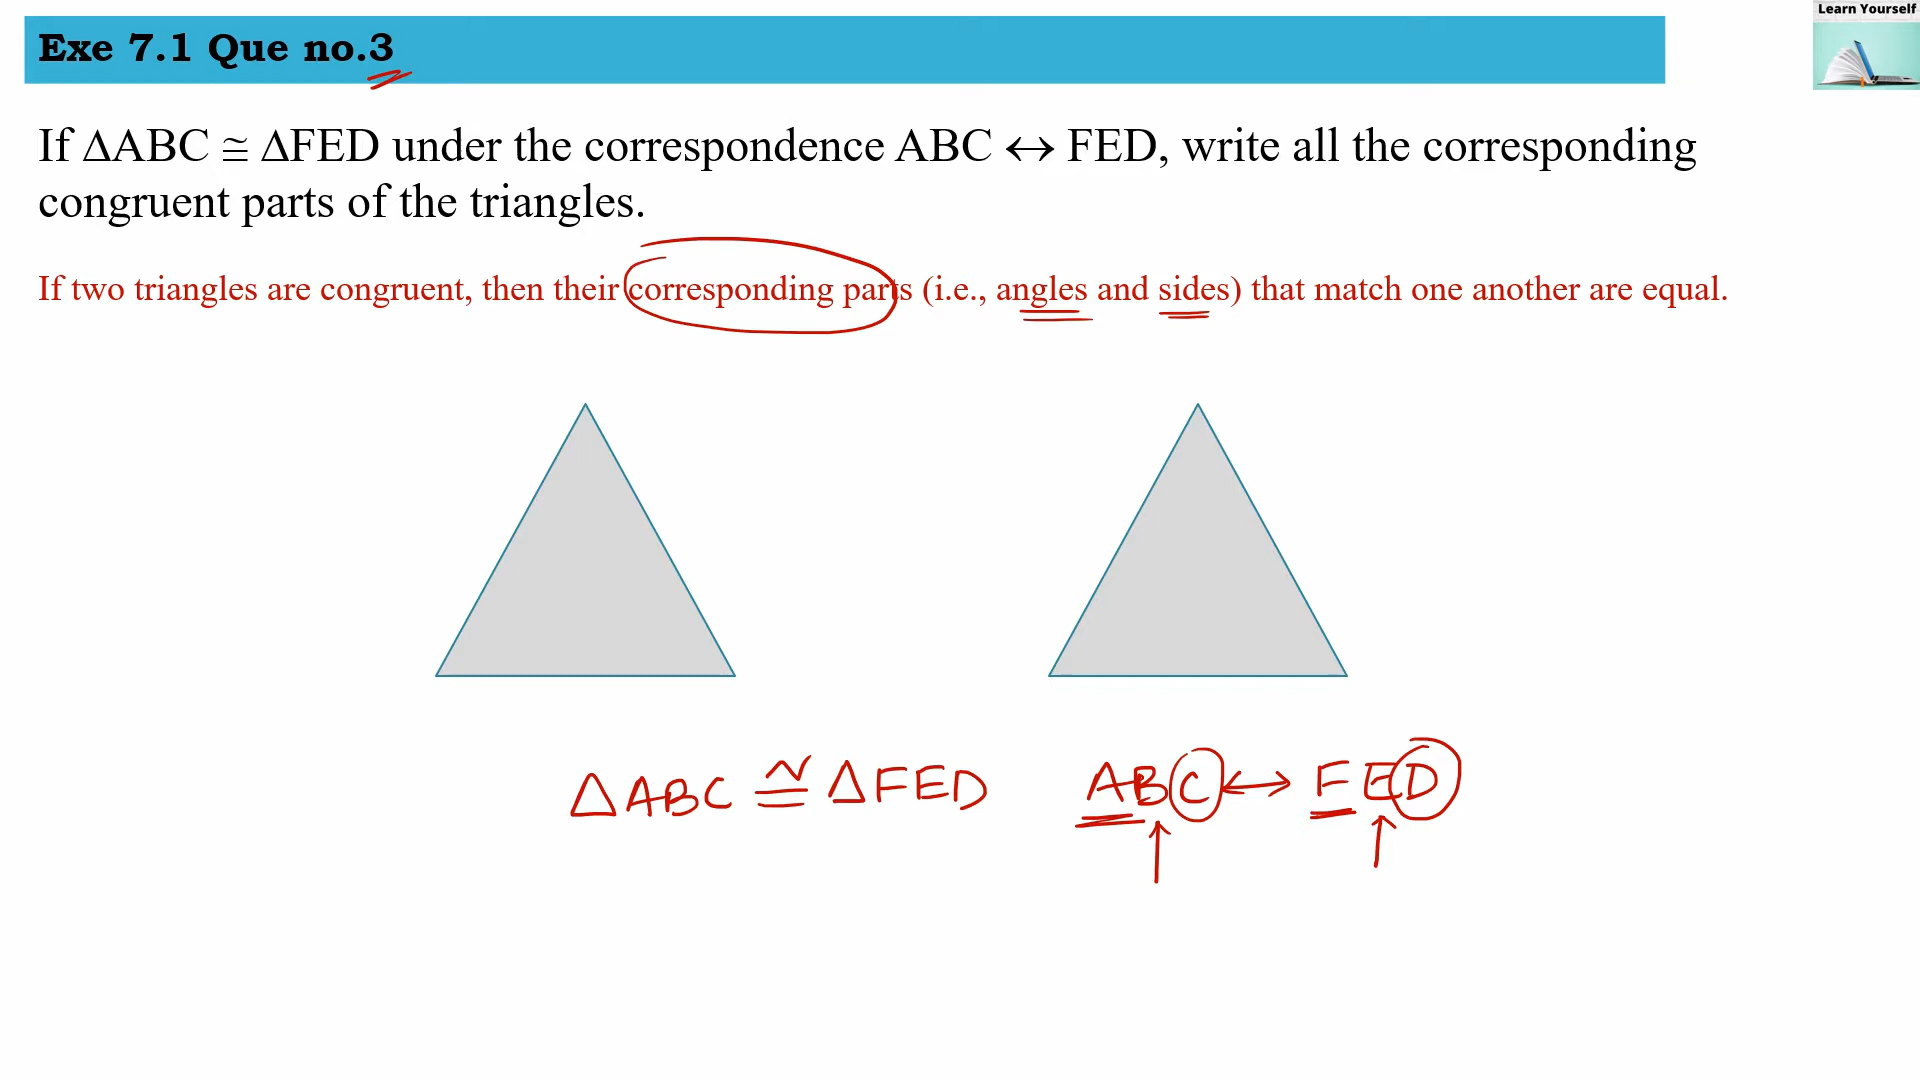 Learn Yourself
Exe 7.1 Que no.3
If ΔABC ≅ ΔFED under the correspondence ABC ↔ FED, write all the corresponding
congruent parts of the triangles.
If two triangles are congruent, then their corresponding parts (i.e., angles and sides) that match one another are equal.
△ABC ≅ △FED ABC ↔ FED